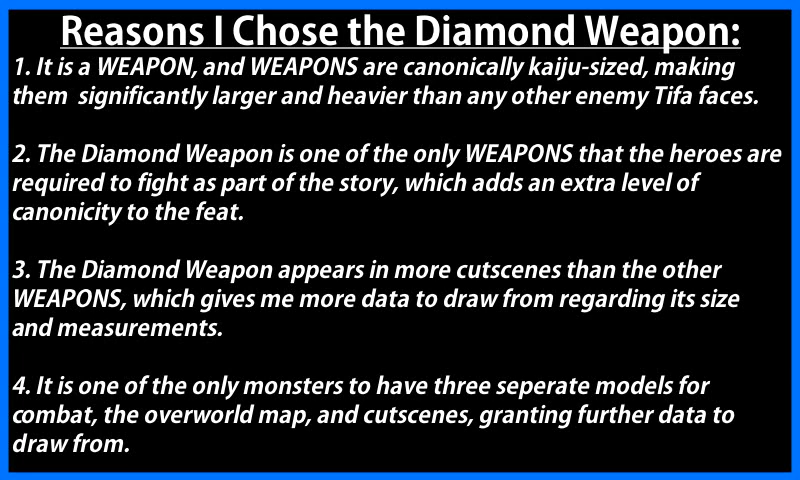 Reasons I Chose the Diamond Weapon:
1. It is a WEAPON, and WEAPONS are canonically kaiju-sized, making
them  significantly larger and heavier than any other enemy Tifa faces.
2. The Diamond Weapon is one of the only WEAPONS that the heroes are
required to fight as part of the story, which adds an extra level of
canonicity to the feat.
3. The Diamond Weapon appears in more cutscenes than the other
WEAPONS, which gives me more data to draw from regarding its size
and measurements.
4. It is one of the only monsters to have three seperate models for
combat, the overworld map, and cutscenes, granting further data to
draw from.